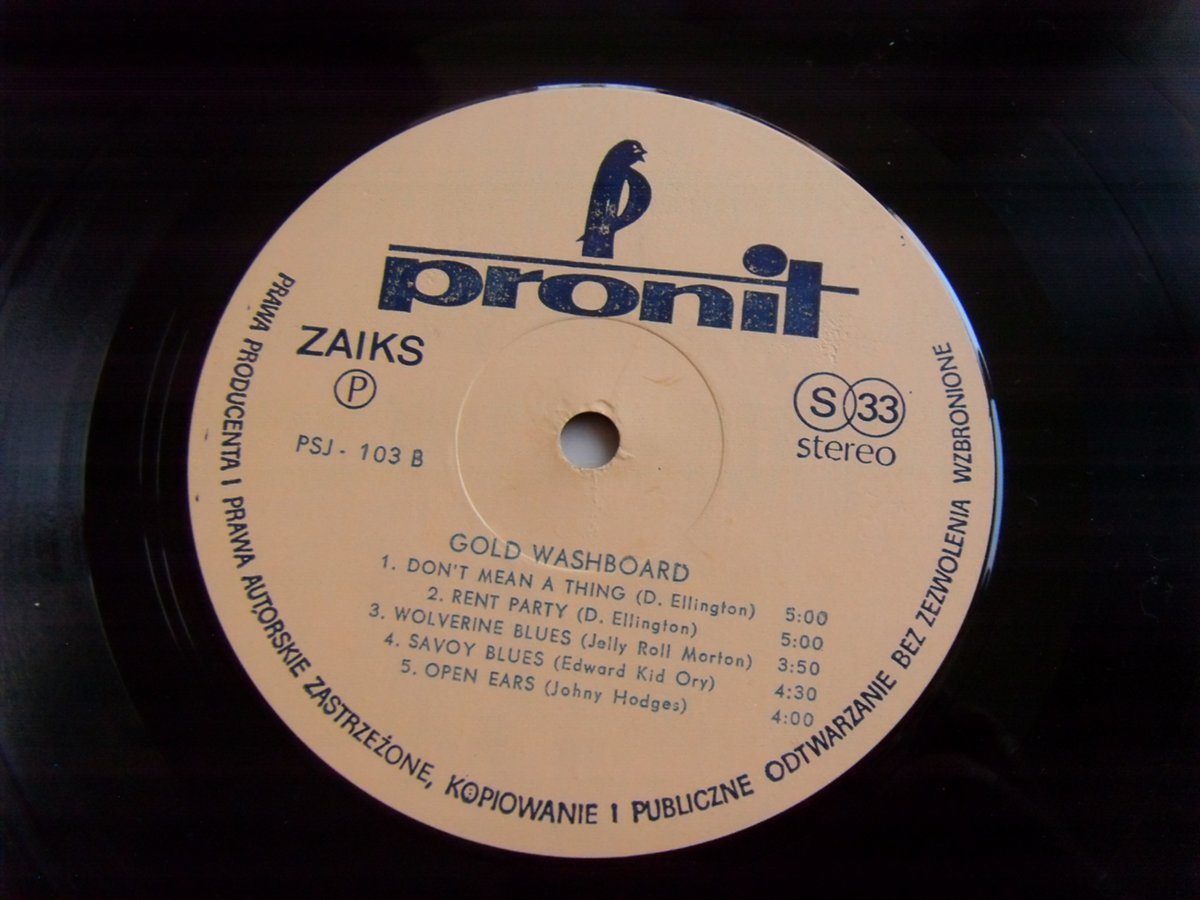 pronit
ZAIKS
P
PSJ - 103 B
S 33
stereo
GOLD WASHBOARD
1. DON'T MEAN A THING (D. Ellington) 5:00
2. RENT PARTY (D. Ellington) 5:00
3. WOLVERINE BLUES (Jelly Roll Morton) 3:50
4. SAVOY BLUES (Edward Kid Ory) 4:30
5. OPEN EARS (Johny Hodges) 4:00
PRAWA PRODUCENTA I PRAWA AUTORSKIE ZASTRZEŻONE, KOPIOWANIE I PUBLICZNE ODTWARZANIE BEZ ZEZWOLENIA WZBRONIONE